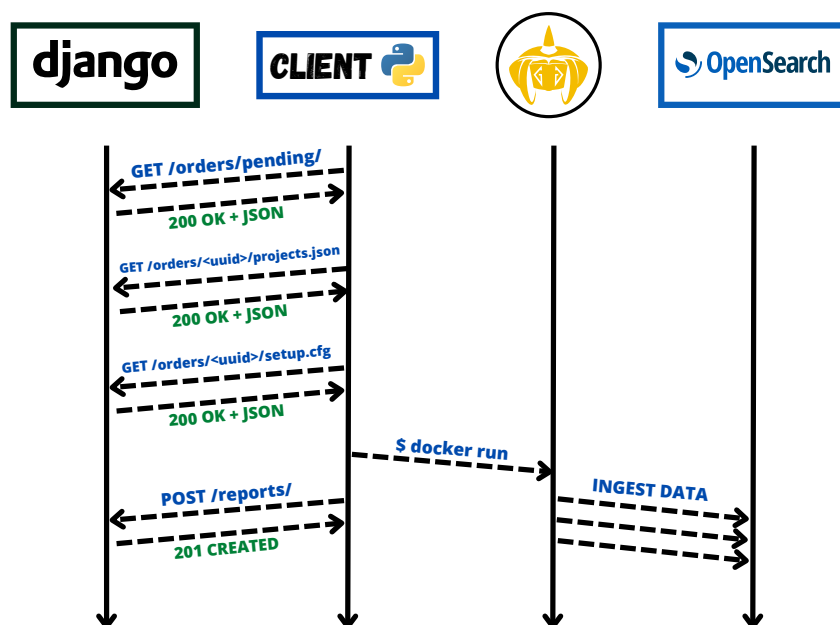 django
CLIENT
OpenSearch
GET /orders/pending/
200 OK + JSON
GET /orders/<uuid>/projects.json
200 OK + JSON
GET /orders/<uuid>/setup.cfg
200 OK + JSON
$ docker run
INGEST DATA
POST /reports/
201 CREATED